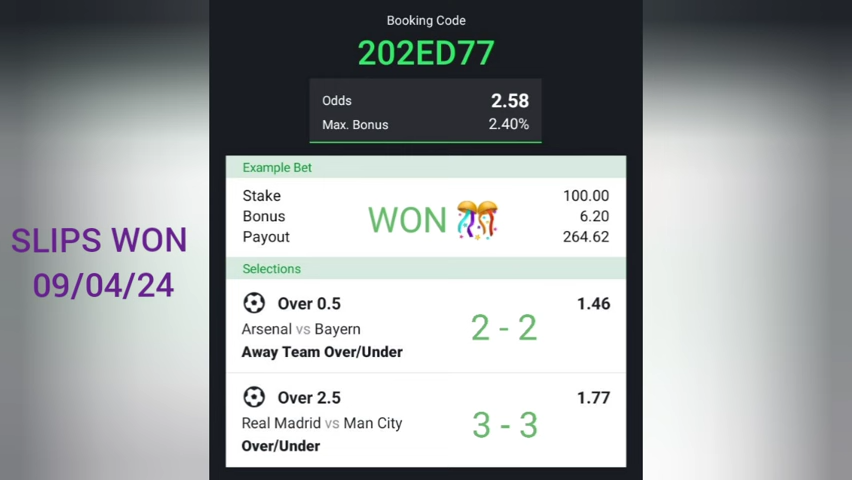 Booking Code
202ED77
Odds 2.58
Max. Bonus 2.40%
Example Bet
Stake 100.00
Bonus 6.20
Payout 264.62
WON
SLIPS WON
09/04/24
Selections
Over 0.5 1.46
Arsenal vs Bayern
Away Team Over/Under
2 - 2
Over 2.5 1.77
Real Madrid vs Man City
Over/Under
3 - 3